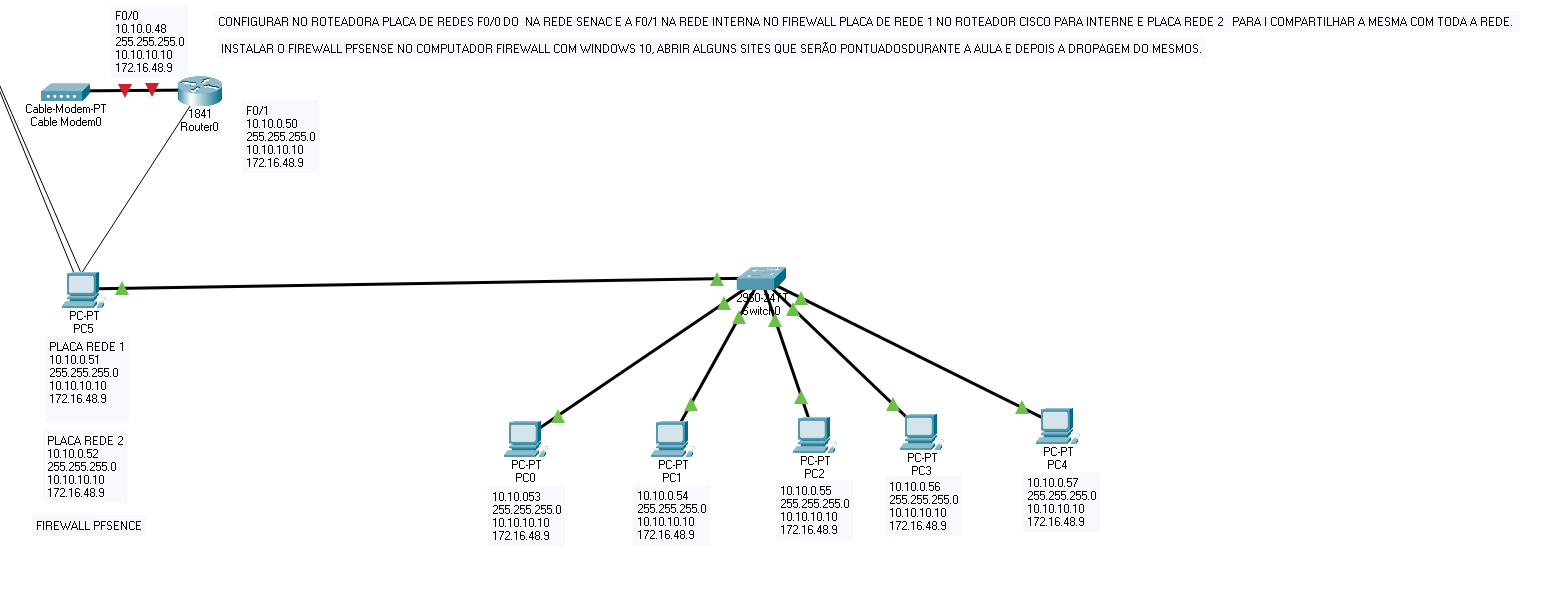 F0/0
10.10.0.48
255.255.255.0
10.10.10.10
172.16.48.9
CONFIGURAR NO ROTEADORA PLACA DE REDES F0/0 DO NA REDE SENAC E A F0/1 NA REDE INTERNA NO FIREWALL PLACA DE REDE 1 NO ROTEADOR CISCO PARA INTERNE E PLACA REDE 2 PARA I COMPARTILHAR A MESMA COM TODA A REDE.
INSTALAR O FIREWALL PFSENSE NO COMPUTADOR FIREWALL COM WINDOWS 10, ABRIR ALGUNS SITES QUE SERÃO PONTUADOSDURANTE A AULA E DEPOIS A DROPAGEM DO MESMOS.
Cable-Modem-PT
Cable Modem0
1841
Router0
F0/1
10.10.0.50
255.255.255.0
10.10.10.10
172.16.48.9
2960-24TT
Switch0
PC-PT
PC5
PLACA REDE 1
10.10.0.51
255.255.255.0
10.10.10.10
172.16.48.9
PLACA REDE 2
10.10.0.52
255.255.255.0
10.10.10.10
172.16.48.9
FIREWALL PFSENCE
PC-PT
PC0
10.10.053
255.255.255.0
10.10.10.10
172.16.48.9
PC-PT
PC1
10.10.0.54
255.255.255.0
10.10.10.10
172.16.48.9
PC-PT
PC2
10.10.0.55
255.255.255.0
10.10.10.10
172.16.48.9
PC-PT
PC3
10.10.0.56
255.255.255.0
10.10.10.10
172.16.48.9
PC-PT
PC4
10.10.0.57
255.255.255.0
10.10.10.10
172.16.48.9